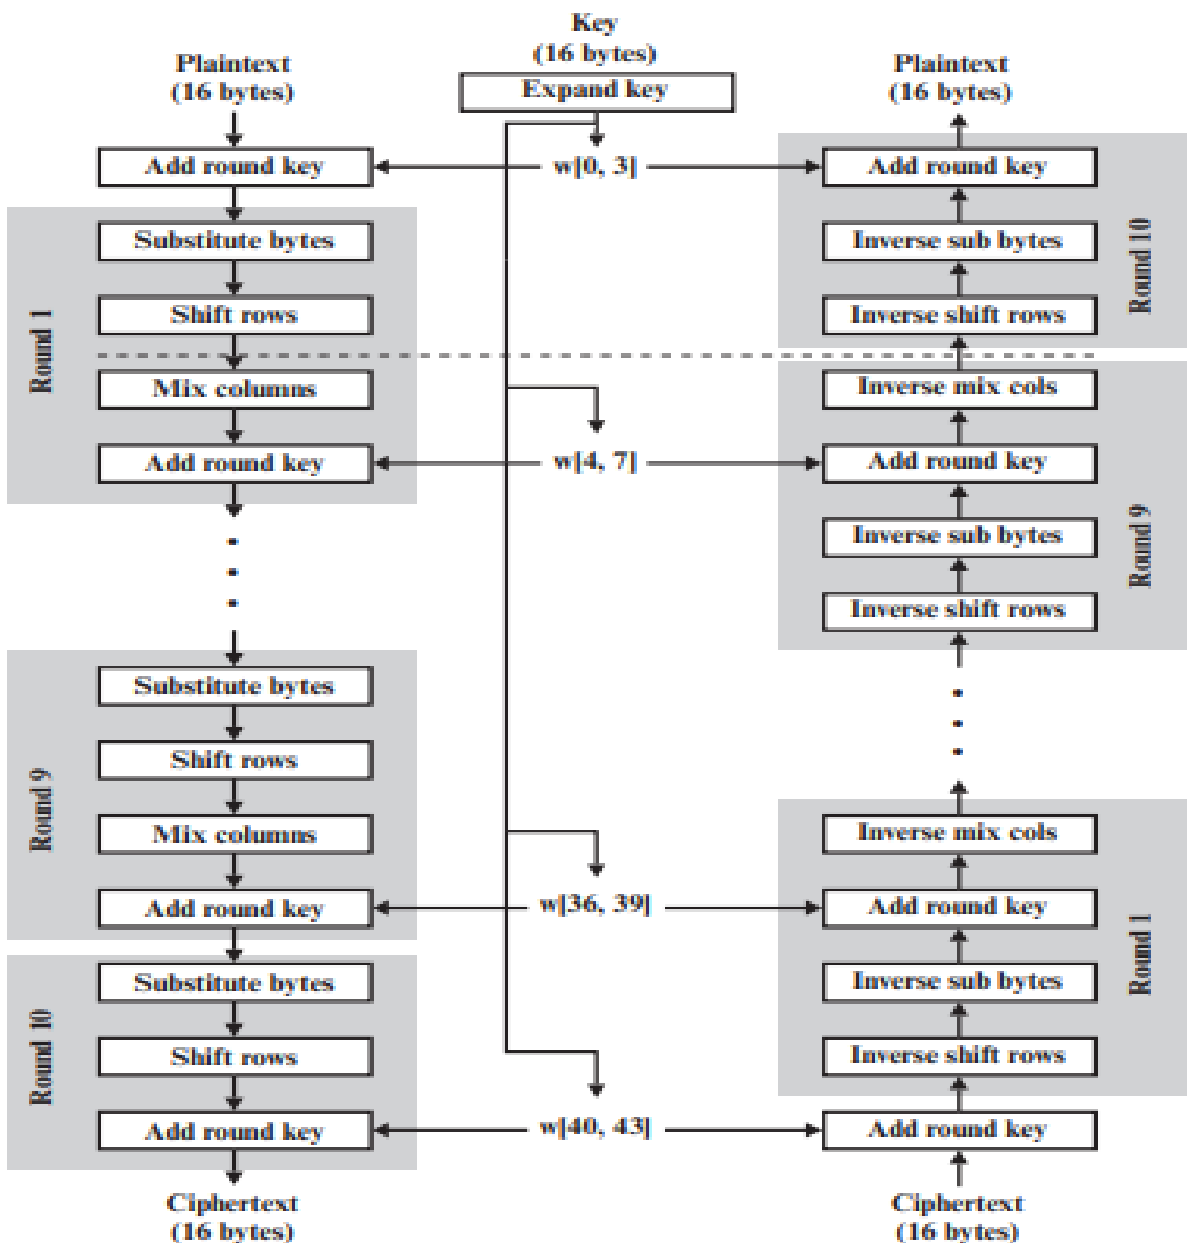 Key
(16 bytes)
Expand key
Plaintext
(16 bytes)
Add round key
Substitute bytes
Shift rows
Mix columns
Add round key
Round 1
.
.
.
Substitute bytes
Shift rows
Mix columns
Add round key
Round 9
Substitute bytes
Shift rows
Add round key
Round 10
Ciphertext
(16 bytes)
w[0, 3]
w[4, 7]
w[36, 39]
w[40, 43]
Plaintext
(16 bytes)
Add round key
Inverse sub bytes
Inverse shift rows
Round 10
Inverse mix cols
Add round key
Inverse sub bytes
Inverse shift rows
Round 9
.
.
.
Inverse mix cols
Add round key
Inverse sub bytes
Inverse shift rows
Round 1
Add round key
Ciphertext
(16 bytes)